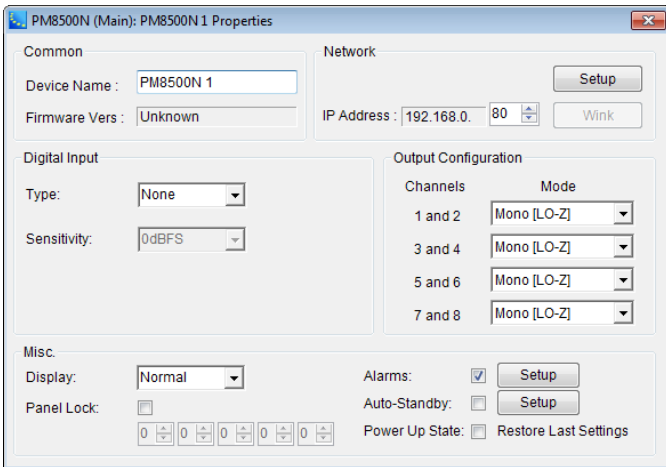 PM8500N (Main): PM8500N 1 Properties
Common
Device Name :
PM8500N 1
Firmware Vers :
Unknown
Network
Setup
IP Address :
192.168.0.
80
Wink
Digital Input
Type:
None
Sensitivity:
0dBFS
Output Configuration
Channels
Mode
1 and 2
Mono [LO-Z]
3 and 4
Mono [LO-Z]
5 and 6
Mono [LO-Z]
7 and 8
Mono [LO-Z]
Misc.
Display:
Normal
Panel Lock:
0 0 0 0 0
Alarms:
Setup
Auto-Standby:
Setup
Power Up State:
Restore Last Settings